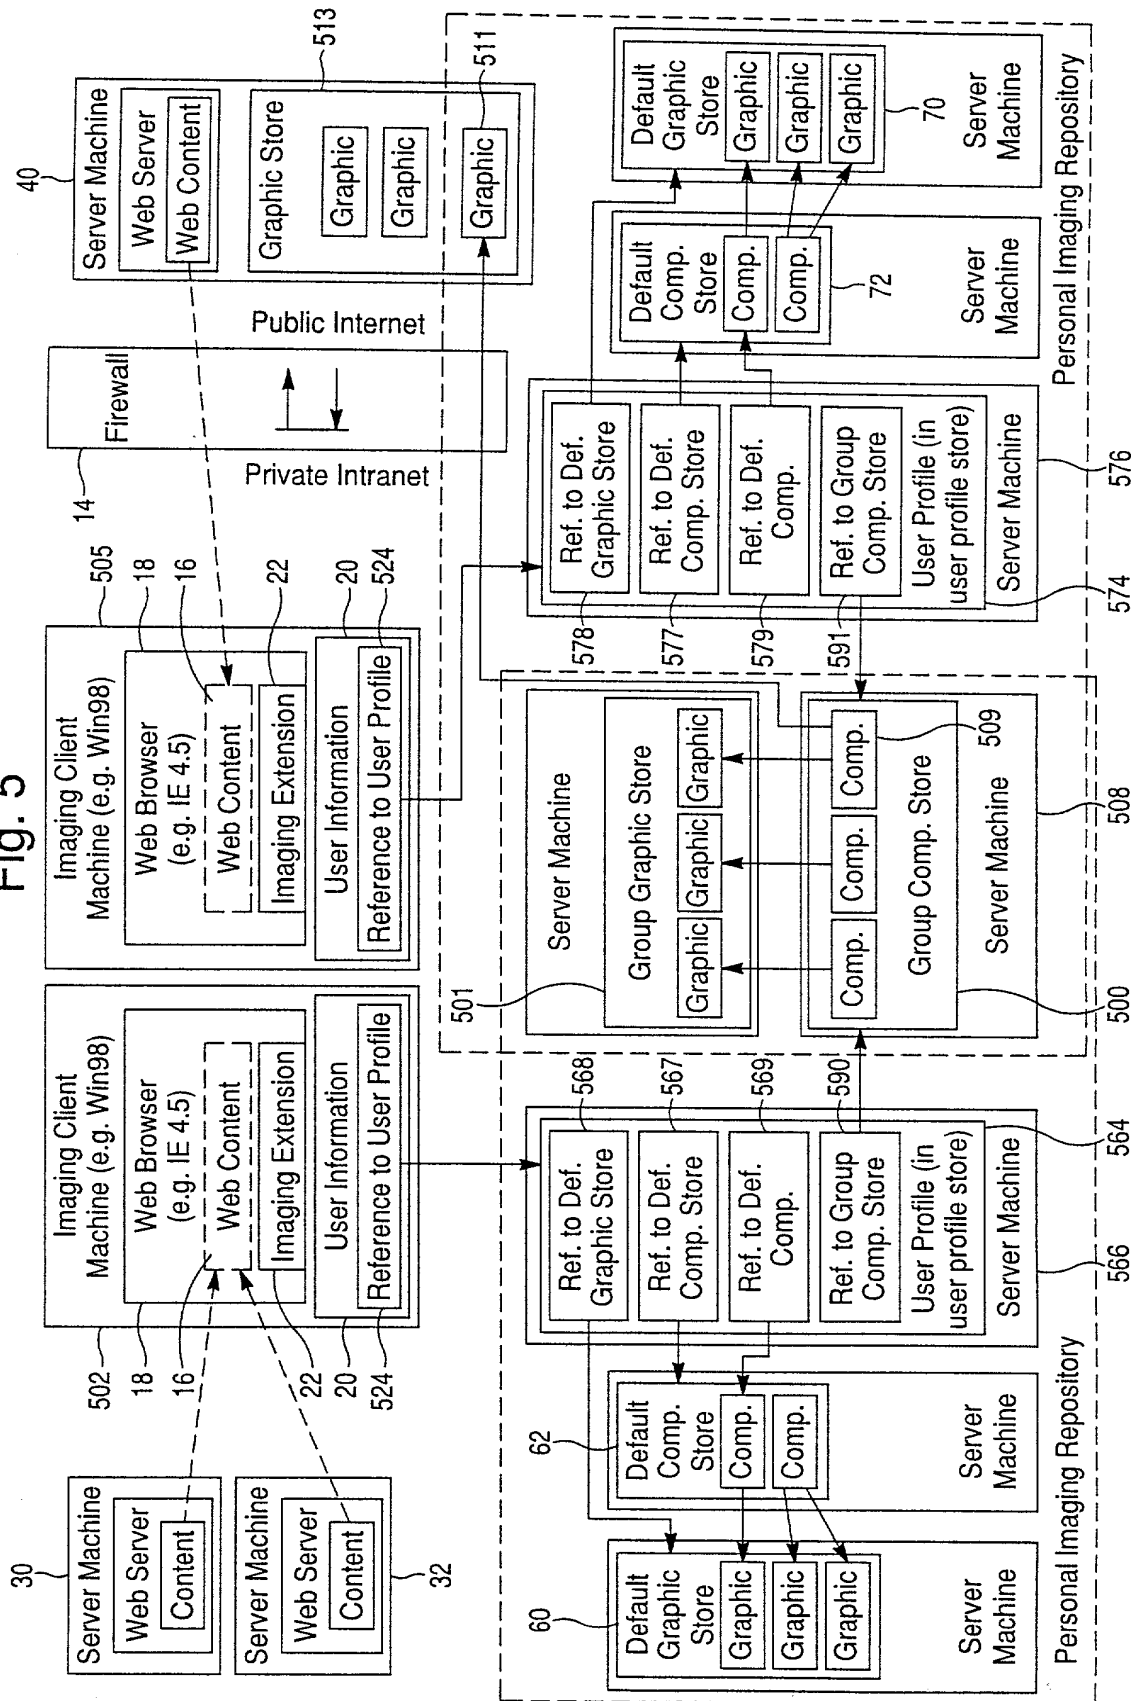 Fig. 5
30
Server Machine
Web Server
Content
Server Machine
Web Server
Content
32
502
18
16
22
20
524
Imaging Client
Machine (e.g. Win98)
Web Browser
(e.g. IE 4.5)
Web Content
Imaging Extension
User Information
Reference to User Profile
Imaging Client
Machine (e.g. Win98)
Web Browser
(e.g. IE 4.5)
Web Content
Imaging Extension
User Information
Reference to User Profile
505
18
16
22
20
524
14
Firewall
Private Intranet
Public Internet
40
Server Machine
Web Server
Web Content
Graphic Store
Graphic
Graphic
Graphic
513
511
60
Default
Graphic
Store
Graphic
Graphic
Graphic
Server
Machine
62
Default
Comp.
Store
Comp.
Comp.
Server
Machine
Personal Imaging Repository
Ref. to Def.
Graphic Store
Ref. to Def.
Comp. Store
Ref. to Def.
Comp.
Ref. to Group
Comp. Store
User Profile (in
user profile store)
Server Machine
568
567
569
590
564
566
501
Server Machine
Group Graphic Store
Graphic
Graphic
Graphic
Comp.
Comp.
Comp.
Group Comp. Store
Server Machine
509
500
508
578
577
579
591
Ref. to Def.
Graphic Store
Ref. to Def.
Comp. Store
Ref. to Def.
Comp.
Ref. to Group
Comp. Store
User Profile (in
user profile store)
Server Machine
574
576
Default
Comp.
Store
Comp.
Comp.
72
Server
Machine
Default
Graphic
Store
Graphic
Graphic
Graphic
70
Server
Machine
Personal Imaging Repository